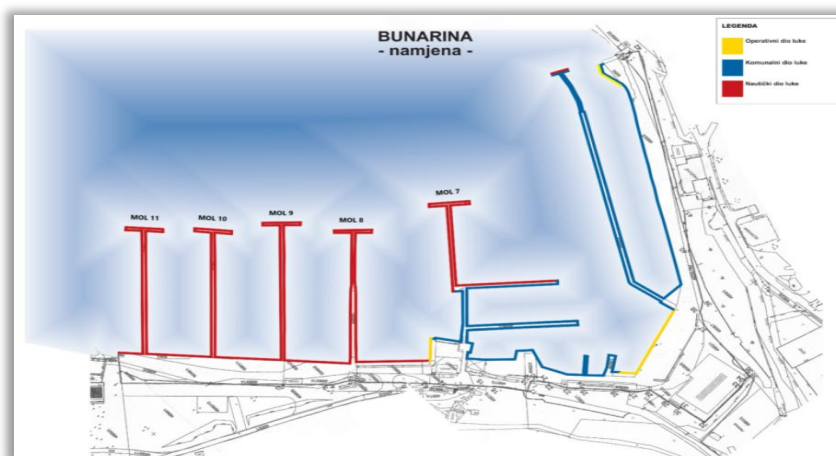 BUNARINA
- namjena -
LEGENDA
Operativni dio luke
Komunalni dio luke
Nautički dio luke
MOL 7
MOL 11
MOL 10
MOL 9
MOL 8